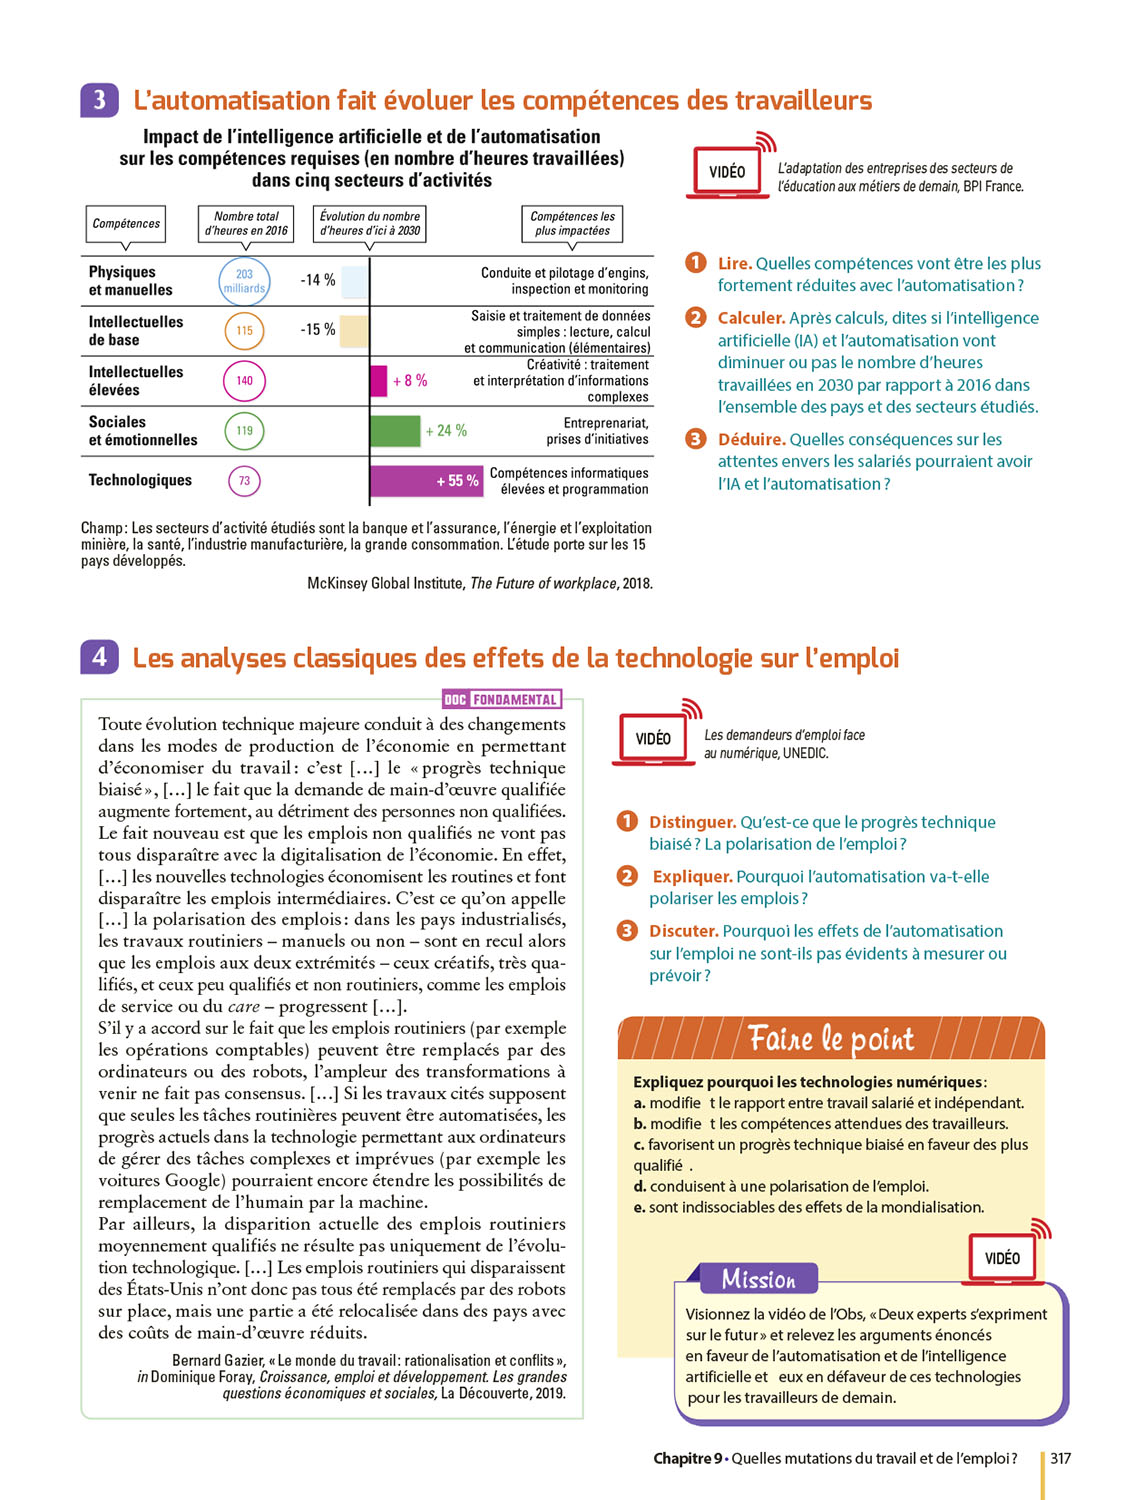 3 L'automatisation fait évoluer les compétences des travailleurs
Impact de l'intelligence artificielle et de l'automatisation
sur les compétences requises (en nombre d'heures travaillées)
dans cinq secteurs d'activités
Compétences
Nombre total
d'heures en 2016
Évolution du nombre
d'heures d'ici à 2030
Compétences les
plus impactées
Physiques
et manuelles
203
milliards
-14 %
Conduite et pilotage d'engins,
inspection et monitoring
Intellectuelles
de base
115
-15 %
Saisie et traitement de données
simples : lecture, calcul
et communication (élémentaires)
Intellectuelles
élevées
140
+ 8 %
Créativité : traitement
et interprétation d'informations
complexes
Sociales
et émotionnelles
119
+ 24 %
Entreprenariat,
prises d'initiatives
Technologiques
73
+ 55 %
Compétences informatiques
élevées et programmation
Champ : Les secteurs d'activité étudiés sont la banque et l'assurance, l'énergie et l'exploitation
minière, la santé, l'industrie manufacturière, la grande consommation. L'étude porte sur les 15
pays développés.
McKinsey Global Institute, The Future of workplace, 2018.
VIDÉO
L'adaptation des entreprises des secteurs de
l'éducation aux métiers de demain, BPI France.
1 Lire. Quelles compétences vont être les plus
fortement réduites avec l'automatisation ?
2 Calculer. Après calculs, dites si l'intelligence
artificielle (IA) et l'automatisation vont
diminuer ou pas le nombre d'heures
travaillées en 2030 par rapport à 2016 dans
l'ensemble des pays et des secteurs étudiés.
3 Déduire. Quelles conséquences sur les
attentes envers les salariés pourraient avoir
l'IA et l'automatisation ?
4 Les analyses classiques des effets de la technologie sur l'emploi
DOC FONDAMENTAL
Toute évolution technique majeure conduit à des changements
dans les modes de production de l'économie en permettant
d'économiser du travail : c'est [...] le « progrès technique
biaisé », [...] le fait que la demande de main-d'œuvre qualifiée
augmente fortement, au détriment des personnes non qualifiées.
Le fait nouveau est que les emplois non qualifiés ne vont pas
tous disparaître avec la digitalisation de l'économie. En effet,
[...] les nouvelles technologies économisent les routines et font
disparaître les emplois intermédiaires. C'est ce qu'on appelle
[...] la polarisation des emplois : dans les pays industrialisés,
les travaux routiniers – manuels ou non – sont en recul alors
que les emplois aux deux extrémités – ceux créatifs, très qua-
lifiés, et ceux peu qualifiés et non routiniers, comme les emplois
de service ou du care – progressent [...].
S'il y a accord sur le fait que les emplois routiniers (par exemple
les opérations comptables) peuvent être remplacés par des
ordinateurs ou des robots, l'ampleur des transformations à
venir ne fait pas consensus. [...] Si les travaux cités supposent
que seules les tâches routinières peuvent être automatisées, les
progrès actuels dans la technologie permettant aux ordinateurs
de gérer des tâches complexes et imprévues (par exemple les
voitures Google) pourraient encore étendre les possibilités de
remplacement de l'humain par la machine.
Par ailleurs, la disparition actuelle des emplois routiniers
moyennement qualifiés ne résulte pas uniquement de l'évolu-
tion technologique. [...] Les emplois routiniers qui disparaissent
des États-Unis n'ont donc pas tous été remplacés par des robots
sur place, mais une partie a été relocalisée dans des pays avec
des coûts de main-d'œuvre réduits.
Bernard Gazier, « Le monde du travail : rationalisation et conflits »,
in Dominique Foray, Croissance, emploi et développement. Les grandes
questions économiques et sociales, La Découverte, 2019.
VIDÉO
Les demandeurs d'emploi face
au numérique, UNEDIC.
1 Distinguer. Qu'est-ce que le progrès technique
biaisé ? La polarisation de l'emploi ?
2 Expliquer. Pourquoi l'automatisation va-t-elle
polariser les emplois ?
3 Discuter. Pourquoi les effets de l'automatisation
sur l'emploi ne sont-ils pas évidents à mesurer ou
prévoir ?
Faire le point
Expliquez pourquoi les technologies numériques :
a. modifie t le rapport entre travail salarié et indépendant.
b. modifie t les compétences attendues des travailleurs.
c. favorisent un progrès technique biaisé en faveur des plus
qualifié .
d. conduisent à une polarisation de l'emploi.
e. sont indissociables des effets de la mondialisation.
VIDÉO
Mission
Visionnez la vidéo de l'Obs, « Deux experts s'expriment
sur le futur » et relevez les arguments énoncés
en faveur de l'automatisation et de l'intelligence
artificielle et eux en défaveur de ces technologies
pour les travailleurs de demain.
Chapitre 9 • Quelles mutations du travail et de l'emploi ? 317